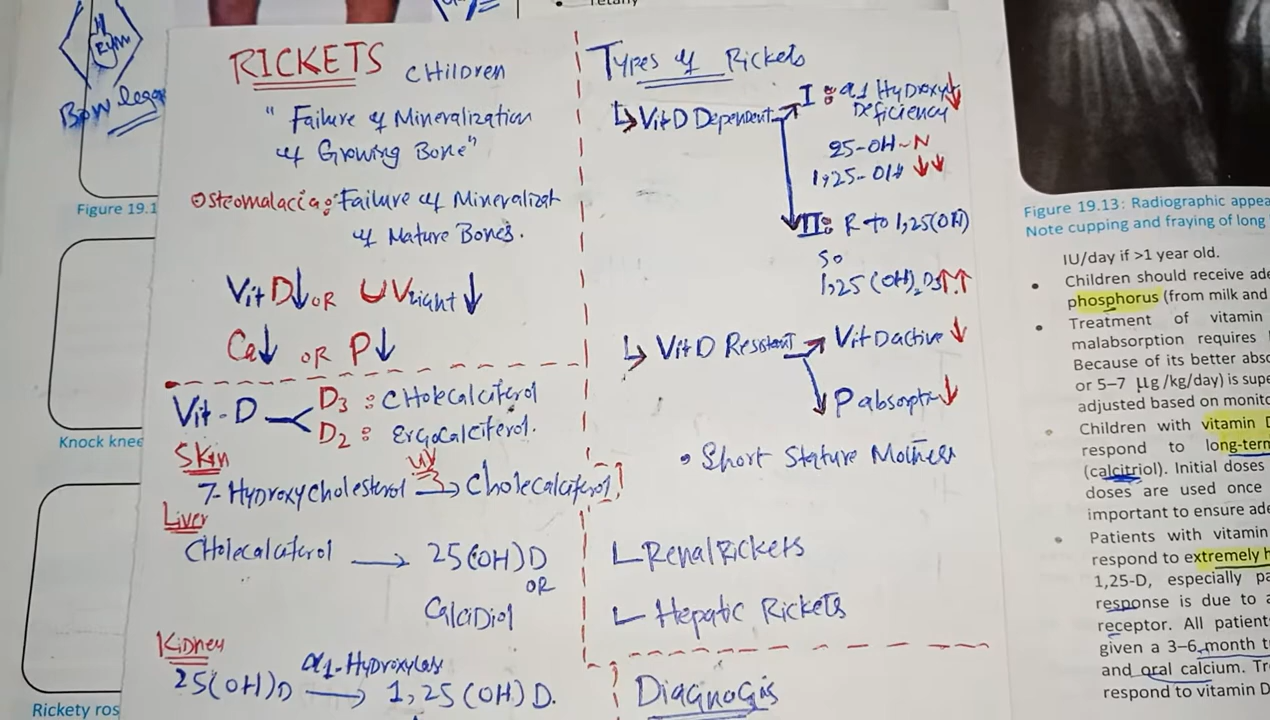 Rym
Bow legs
Figure 19.1
Knock knee
Rickety ros
Tetany
RICKETS CHildren
"Failure of Mineralization
of Growing Bone"
Osteomalacia: Failure of Mineralizat
of Mature Bones.
Vit D↓ OR UV light ↓
Ca↓ OR P↓
Vit-D
D3 : CHolecalciferol
D2 : Ergocalciferol.
Skin
UV
7-Hydroxycholesterol → Cholecalciferol
Liver
CHolecalciferol → 25(OH)D
OR
CalciDiol
Kidney
α1-Hydroxylas
25(OH)D → 1,25(OH)D.
Types of Rickets
↳ Vit D Dependent
I : α1 HyDroxyl ↓
Deficiency
25-OH~N
1,25-OH ↓↓
II: R to 1,25(OH)
So
1,25(OH)2D3↑↑
↳ Vit D Resistant → Vit D active ↓
P absorptn ↓
• Short Stature Mother
Renal Rickets
Hepatic Rickets
Diagnosis
Figure 19.13: Radiographic appea
Note cupping and fraying of long
IU/day if >1 year old.
• Children should receive ade
phosphorus (from milk and
• Treatment of vitamin
malabsorption requires
Because of its better abso
or 5–7 µg/kg/day) is supe
adjusted based on monito
• Children with vitamin D
respond to long-term
(calcitriol). Initial doses
doses are used once
important to ensure ade
• Patients with vitamin
respond to extremely h
1,25-D, especially pa
response is due to a
receptor. All patient
given a 3–6 month t
and oral calcium. Tr
respond to vitamin D